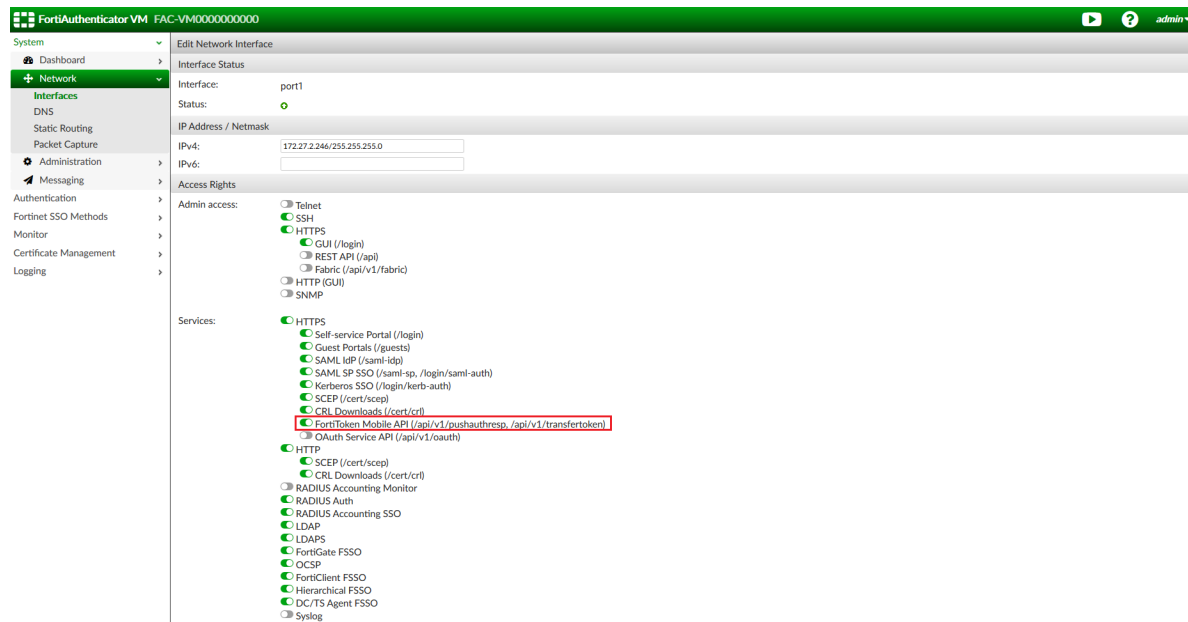 FortiAuthenticator VM FAC-VM0000000000
admin
System
Dashboard
Network
Interfaces
DNS
Static Routing
Packet Capture
Administration
Messaging
Authentication
Fortinet SSO Methods
Monitor
Certificate Management
Logging
Edit Network Interface
Interface Status
Interface: port1
Status:
IP Address / Netmask
IPv4: 172.27.2.246/255.255.255.0
IPv6:
Access Rights
Admin access: Telnet
SSH
HTTPS
GUI (/login)
REST API (/api)
Fabric (/api/v1/fabric)
HTTP (GUI)
SNMP
Services: HTTPS
Self-service Portal (/login)
Guest Portals (/guests)
SAML IdP (/saml-idp)
SAML SP SSO (/saml-sp, /login/saml-auth)
Kerberos SSO (/login/kerb-auth)
SCEP (/cert/scep)
CRL Downloads (/cert/crl)
FortiToken Mobile API (/api/v1/pushauthresp, /api/v1/transfertoken)
OAuth Service API (/api/v1/oauth)
HTTP
SCEP (/cert/scep)
CRL Downloads (/cert/crl)
RADIUS Accounting Monitor
RADIUS Auth
RADIUS Accounting SSO
LDAP
LDAPS
FortiGate FSSO
OCSP
FortiClient FSSO
Hierarchical FSSO
DC/TS Agent FSSO
Syslog